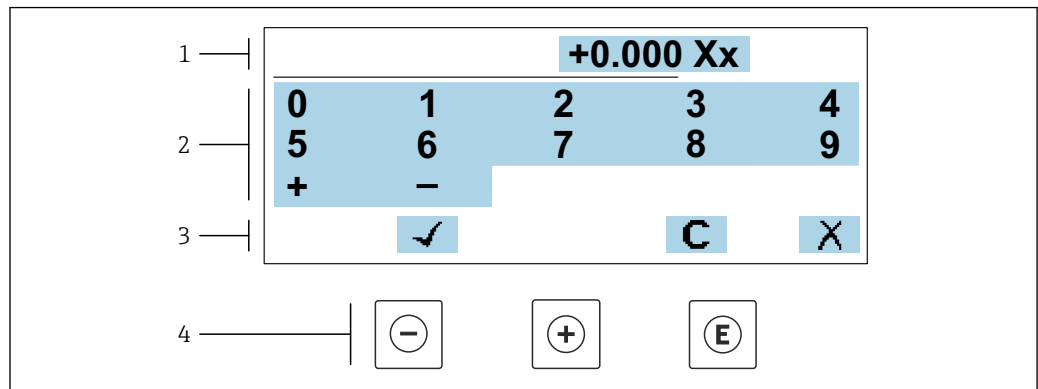 1 +0.000 Xx
0 1 2 3 4
2 5 6 7 8 9
+ –
3 ✓ C X
4 − + E